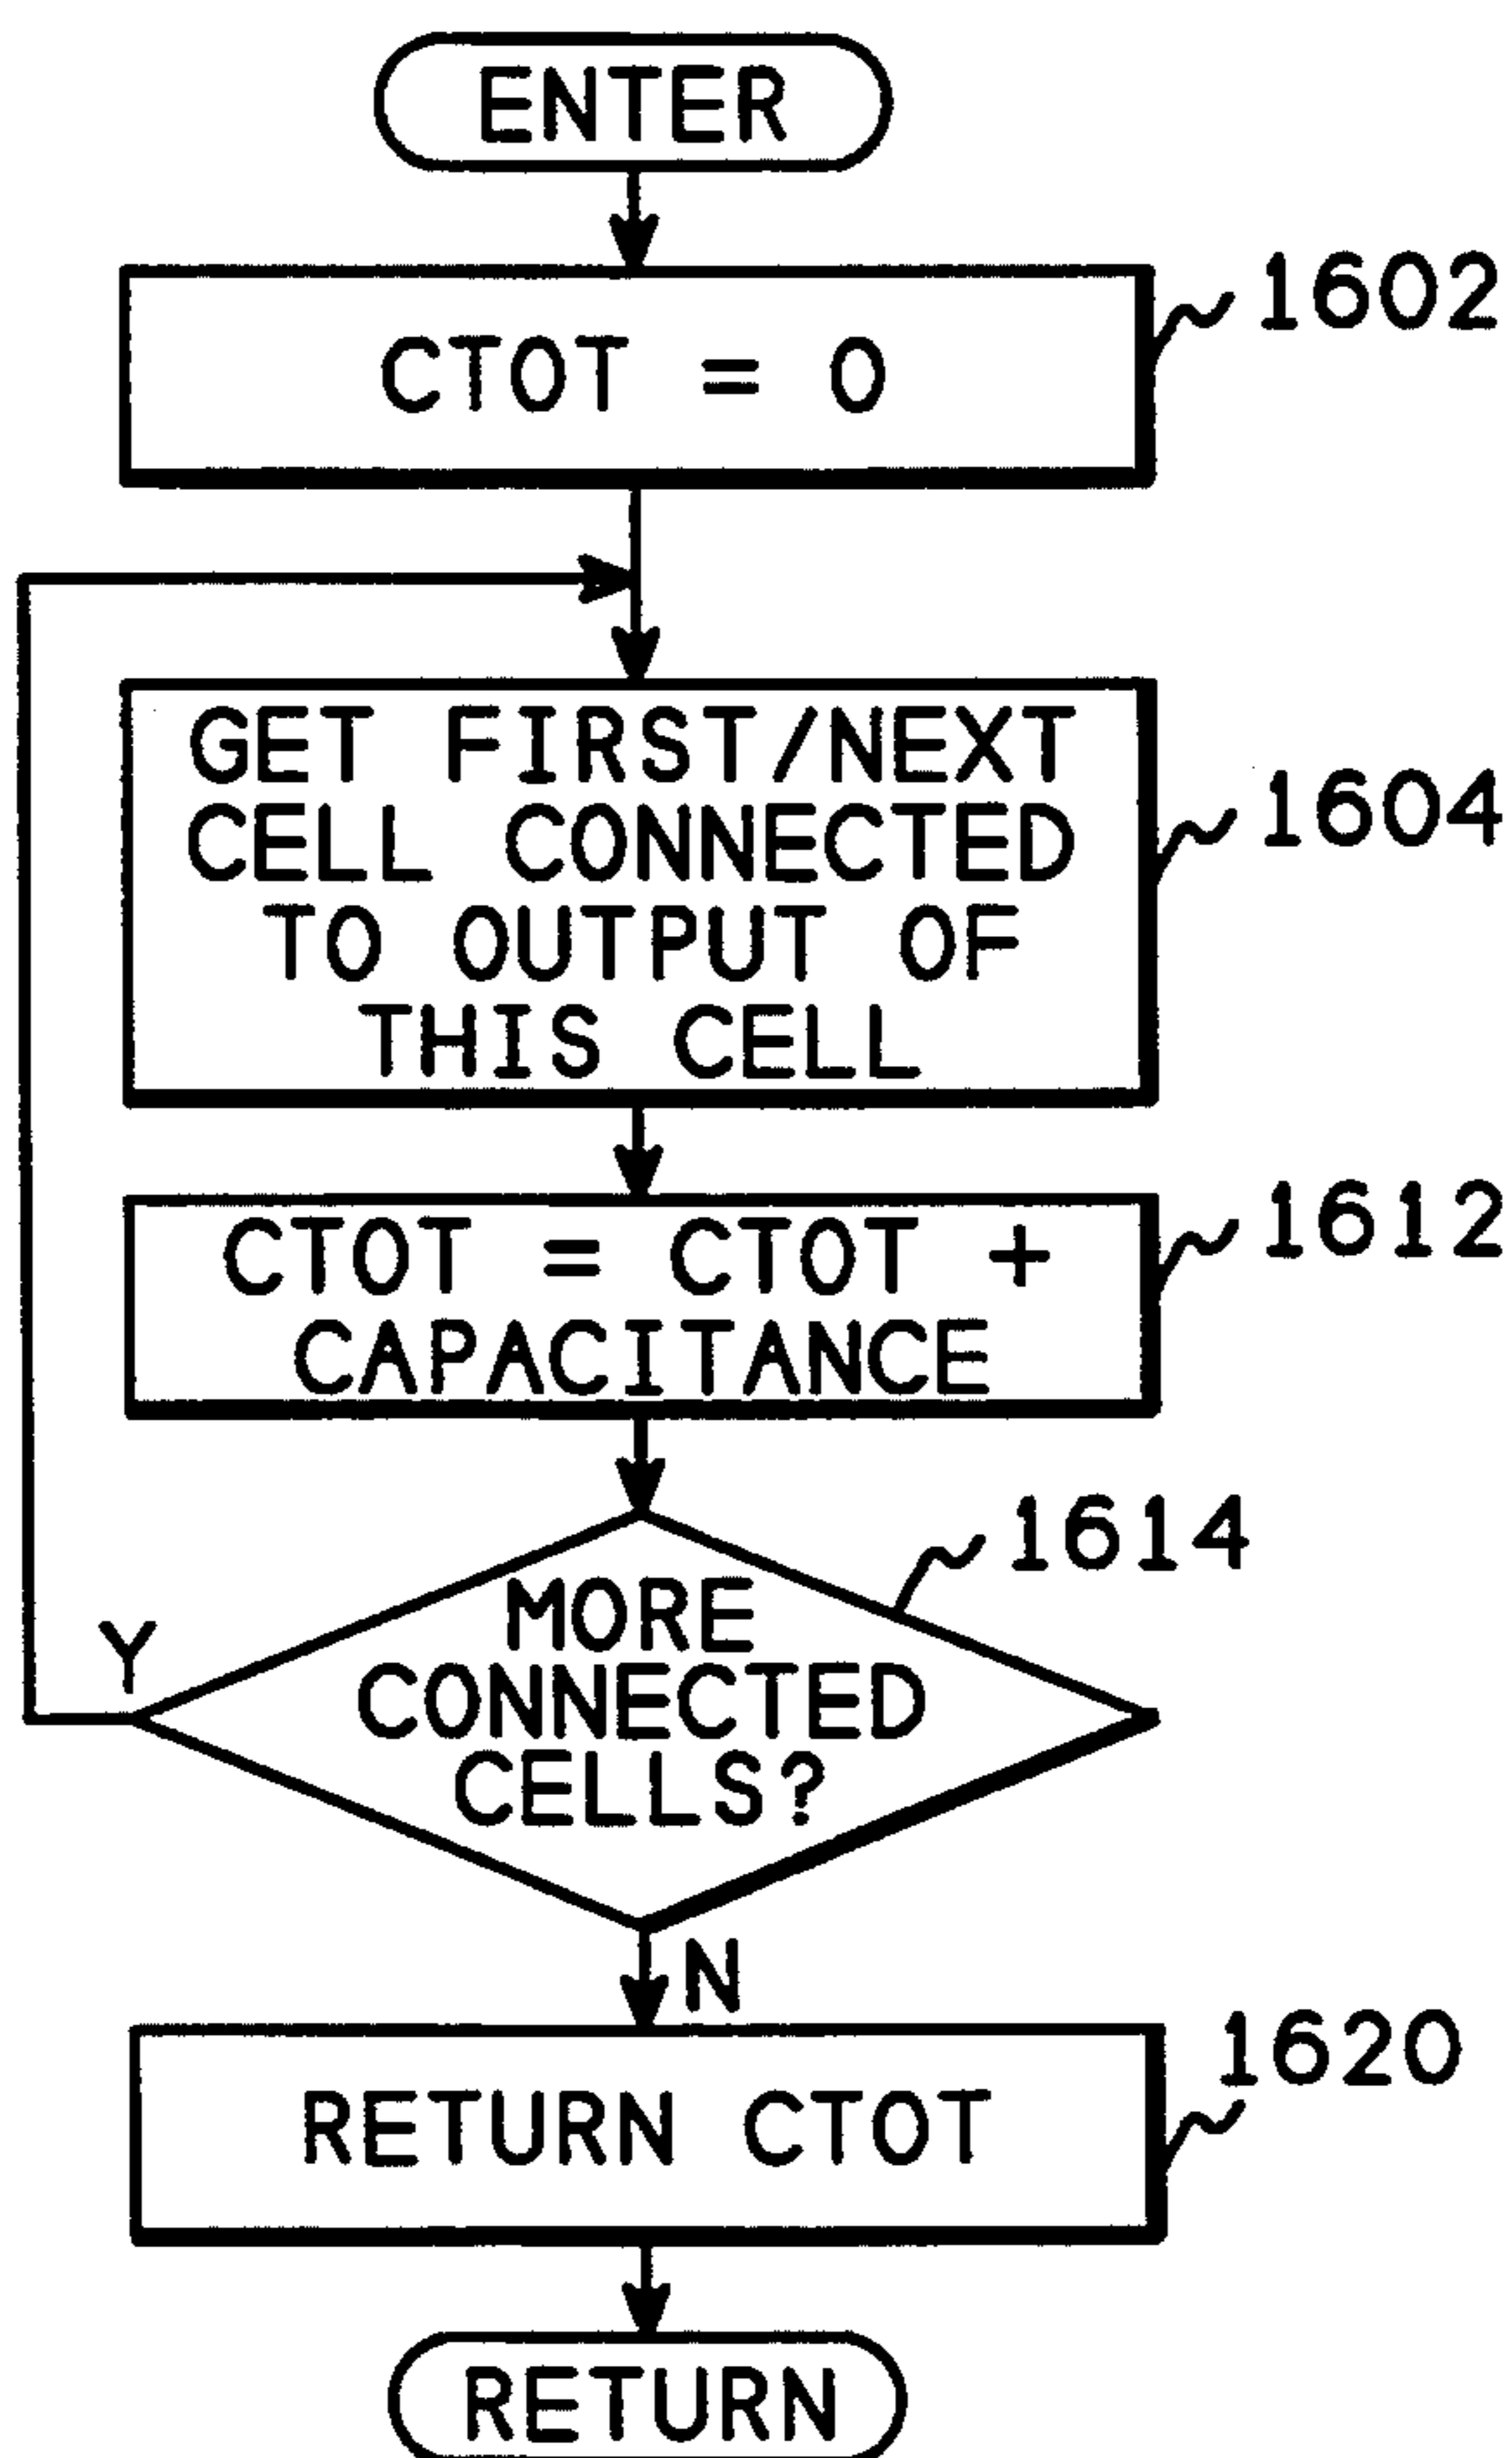 ENTER
CTOT = 0
1602
GET FIRST/NEXT
CELL CONNECTED
TO OUTPUT OF
THIS CELL
1604
CTOT = CTOT +
CAPACITANCE
1612
1614
MORE
CONNECTED
CELLS?
Y
N
RETURN CTOT
1620
RETURN